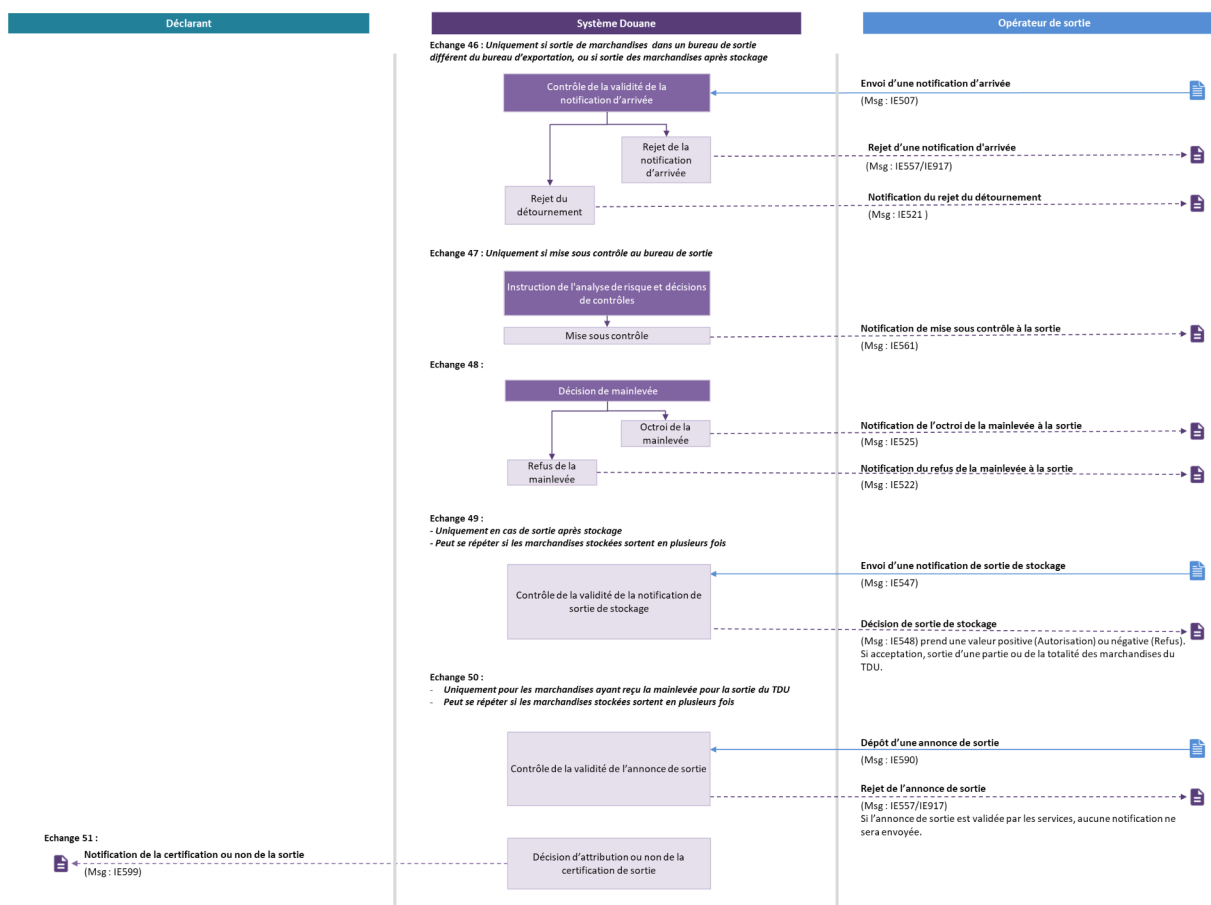 Déclarant
Système Douane
Opérateur de sortie
Echange 46 : Uniquement si sortie de marchandises dans un bureau de sortie
différent du bureau d'exportation, ou si sortie des marchandises après stockage
Contrôle de la validité de la
notification d'arrivée
Envoi d'une notification d'arrivée
(Msg : IE507)
Rejet de la
notification
d'arrivée
Rejet d'une notification d'arrivée
(Msg : IE557/IE917)
Rejet du
détournement
Notification du rejet du détournement
(Msg : IE521 )
Echange 47 : Uniquement si mise sous contrôle au bureau de sortie
Instruction de l'analyse de risque et décisions
de contrôles
Mise sous contrôle
Notification de mise sous contrôle à la sortie
(Msg : IE561)
Echange 48 :
Décision de mainlevée
Octroi de la
mainlevée
Notification de l'octroi de la mainlevée à la sortie
(Msg : IE525)
Refus de la
mainlevée
Notification du refus de la mainlevée à la sortie
(Msg : IE522)
Echange 49 :
- Uniquement en cas de sortie après stockage
- Peut se répéter si les marchandises stockées sortent en plusieurs fois
Contrôle de la validité de la notification de
sortie de stockage
Envoi d'une notification de sortie de stockage
(Msg : IE547)
Décision de sortie de stockage
(Msg : IE548) prend une valeur positive (Autorisation) ou négative (Refus).
Si acceptation, sortie d'une partie ou de la totalité des marchandises du
TDU.
Echange 50 :
- Uniquement pour les marchandises ayant reçu la mainlevée pour la sortie du TDU
- Peut se répéter si les marchandises stockées sortent en plusieurs fois
Contrôle de la validité de l'annonce de sortie
Dépôt d'une annonce de sortie
(Msg : IE590)
Rejet de l'annonce de sortie
(Msg : IE557/IE917)
Si l'annonce de sortie est validée par les services, aucune notification ne
sera envoyée.
Echange 51 :
Notification de la certification ou non de la sortie
(Msg : IE599)
Décision d'attribution ou non de la
certification de sortie